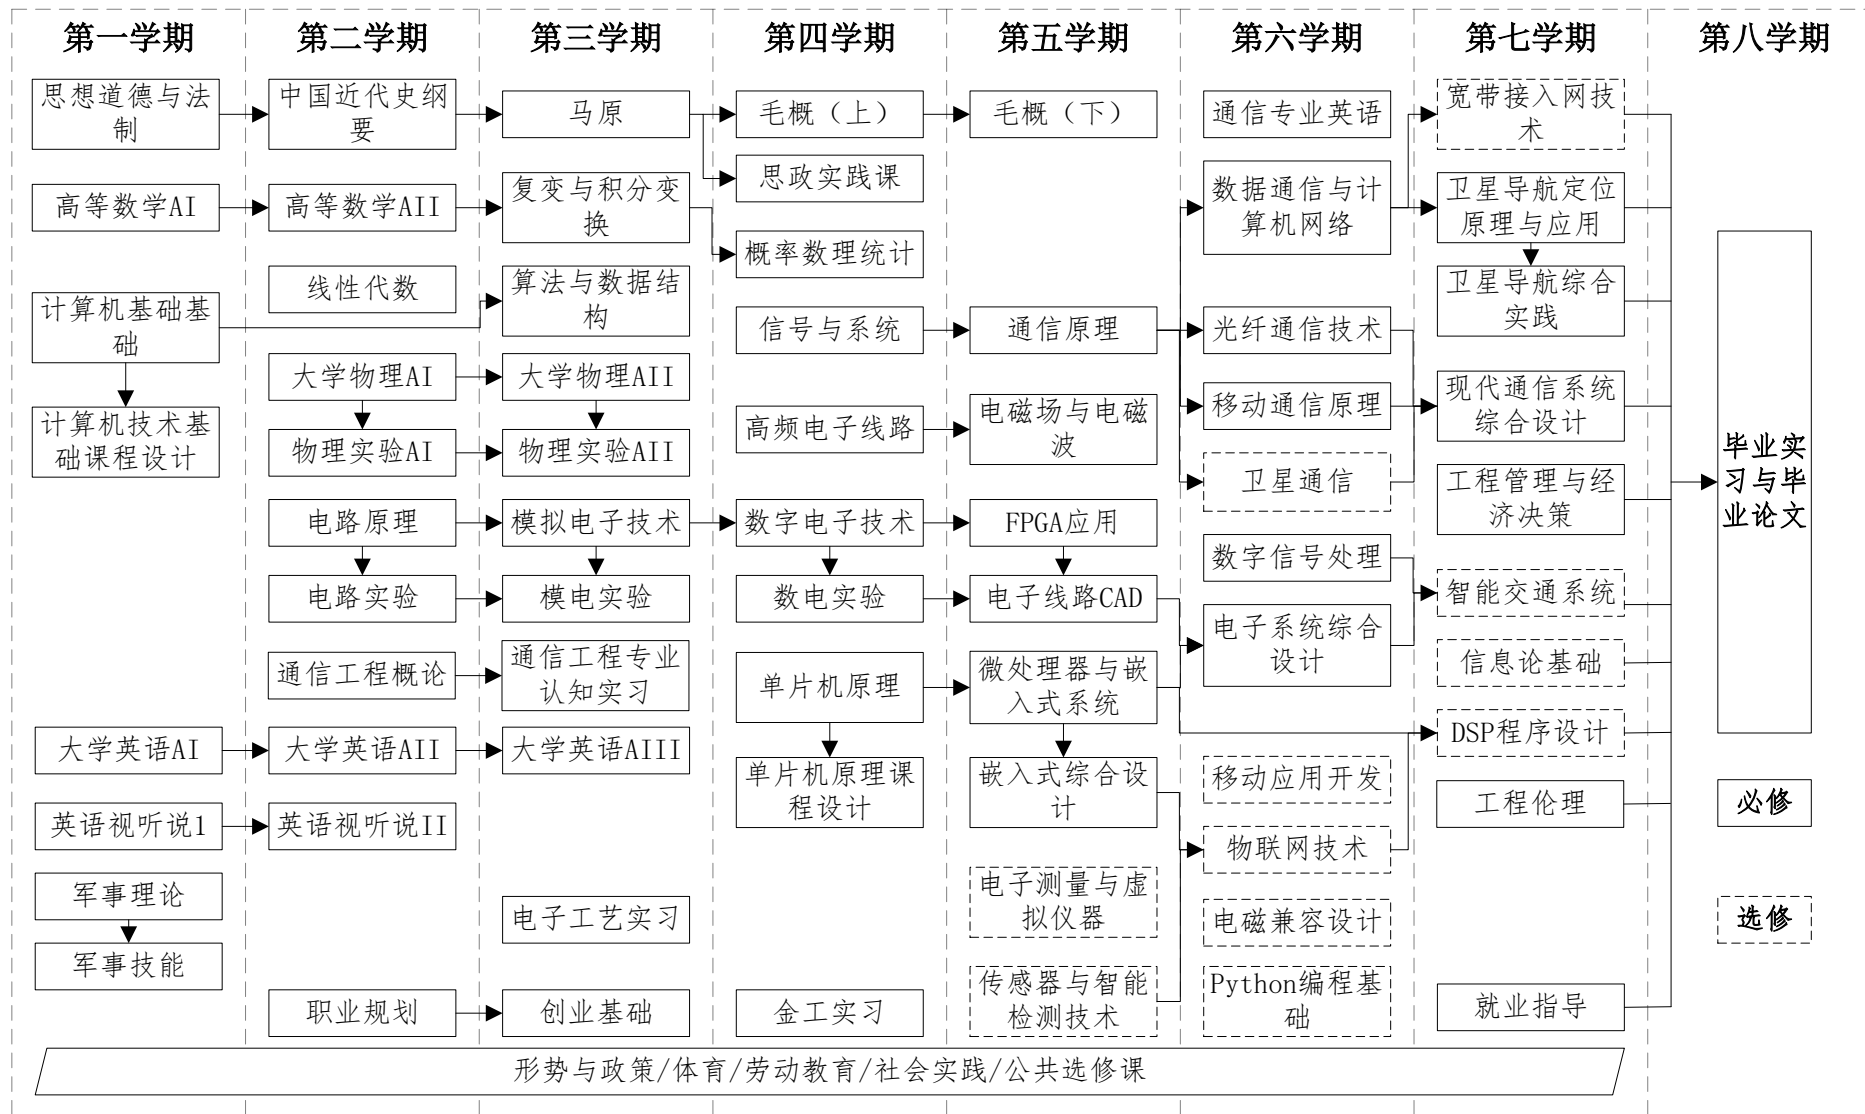 第一学期
第二学期
第三学期
第四学期
第五学期
第六学期
第七学期
第八学期
思想道德与法
制
高等数学AI
计算机基础基
础
计算机技术基
础课程设计
大学英语AI
英语视听说1
军事理论
军事技能
中国近代史纲
要
高等数学AII
线性代数
大学物理AI
物理实验AI
电路原理
电路实验
通信工程概论
大学英语AII
英语视听说II
职业规划
马原
复变与积分变
换
算法与数据结
构
大学物理AII
物理实验AII
模拟电子技术
模电实验
通信工程专业
认知实习
大学英语AIII
电子工艺实习
创业基础
毛概（上）
思政实践课
概率数理统计
信号与系统
高频电子线路
数字电子技术
数电实验
单片机原理
单片机原理课
程设计
金工实习
毛概（下）
通信原理
电磁场与电磁
波
FPGA应用
电子线路CAD
微处理器与嵌
入式系统
嵌入式综合设
计
电子测量与虚
拟仪器
传感器与智能
检测技术
通信专业英语
数据通信与计
算机网络
光纤通信技术
移动通信原理
卫星通信
数字信号处理
电子系统综合
设计
移动应用开发
物联网技术
电磁兼容设计
Python编程基
础
宽带接入网技
术
卫星导航定位
原理与应用
卫星导航综合
实践
现代通信系统
综合设计
工程管理与经
济决策
智能交通系统
信息论基础
DSP程序设计
工程伦理
就业指导
毕业实
习与毕
业论文
必修
选修
形势与政策/体育/劳动教育/社会实践/公共选修课